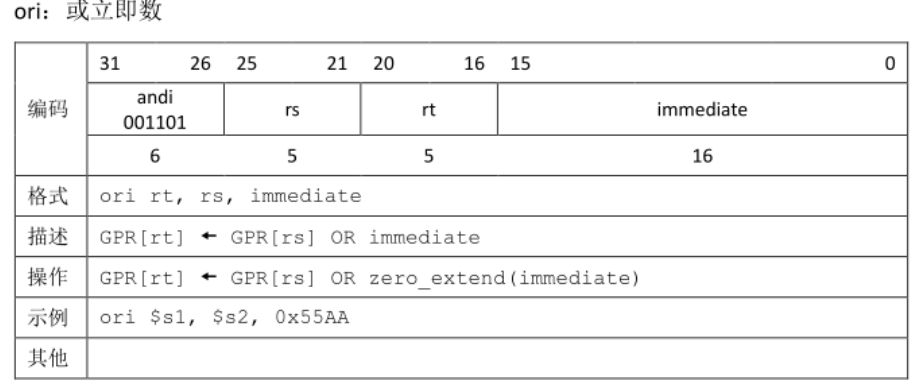 ori：或立即数
31 26 25 21 20 16 15 0
编码
andi
001101
rs rt immediate
6 5 5 16
格式 ori rt, rs, immediate
描述 GPR[rt] ← GPR[rs] OR immediate
操作 GPR[rt] ← GPR[rs] OR zero_extend(immediate)
示例 ori $s1, $s2, 0x55AA
其他